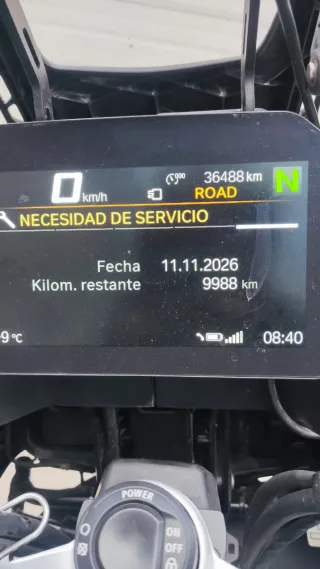 000
36488 km
0 km/h
ROAD
N
NECESIDAD DE SERVICIO
Fecha 11.11.2026
Kilom. restante 9988 km
9 °C
08:40
POWER
ON
OFF